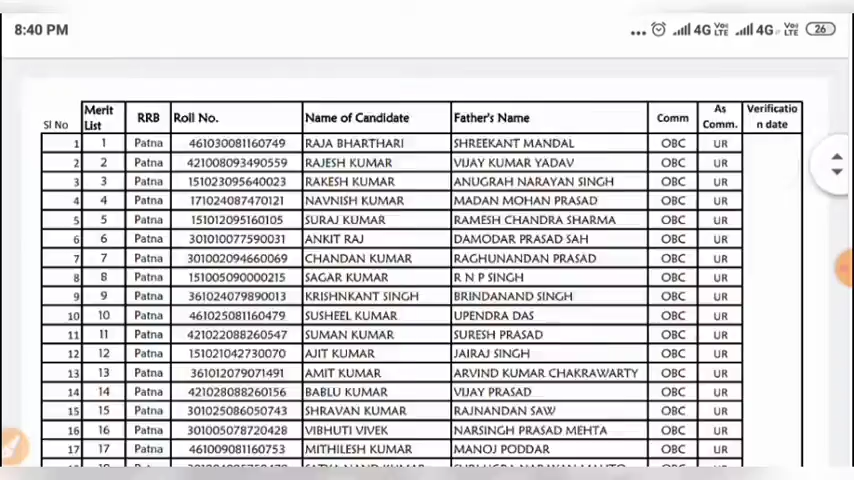 8:40 PM ... 4G Vo) LTE 4G Vo) LTE 26
Sl No Merit List RRB Roll No. Name of Candidate Father's Name Comm As Comm. Verificatio n date
1 1 Patna 461030081160749 RAJA BHARTHARI SHREEKANT MANDAL OBC UR
2 2 Patna 421008093490559 RAJESH KUMAR VIJAY KUMAR YADAV OBC UR
3 3 Patna 151023095640023 RAKESH KUMAR ANUGRAH NARAYAN SINGH OBC UR
4 4 Patna 171024087470121 NAVNISH KUMAR MADAN MOHAN PRASAD OBC UR
5 5 Patna 151012095160105 SURAJ KUMAR RAMESH CHANDRA SHARMA OBC UR
6 6 Patna 301010077590031 ANKIT RAJ DAMODAR PRASAD SAH OBC UR
7 7 Patna 301002094660069 CHANDAN KUMAR RAGHUNANDAN PRASAD OBC UR
8 8 Patna 151005090000215 SAGAR KUMAR R N P SINGH OBC UR
9 9 Patna 361024079890013 KRISHNKANT SINGH BRINDANAND SINGH OBC UR
10 10 Patna 461025081160479 SUSHEEL KUMAR UPENDRA DAS OBC UR
11 11 Patna 421022088260547 SUMAN KUMAR SURESH PRASAD OBC UR
12 12 Patna 151021042730070 AJIT KUMAR JAIRAJ SINGH OBC UR
13 13 Patna 361012079071491 AMIT KUMAR ARVIND KUMAR CHAKRAWARTY OBC UR
14 14 Patna 421028088260156 BABLU KUMAR VIJAY PRASAD OBC UR
15 15 Patna 301025086050743 SHRAVAN KUMAR RAJNANDAN SAW OBC UR
16 16 Patna 301005078720428 VIBHUTI VIVEK NARSINGH PRASAD MEHTA OBC UR
17 17 Patna 461009081160753 MITHILESH KUMAR MANOJ PODDAR OBC UR